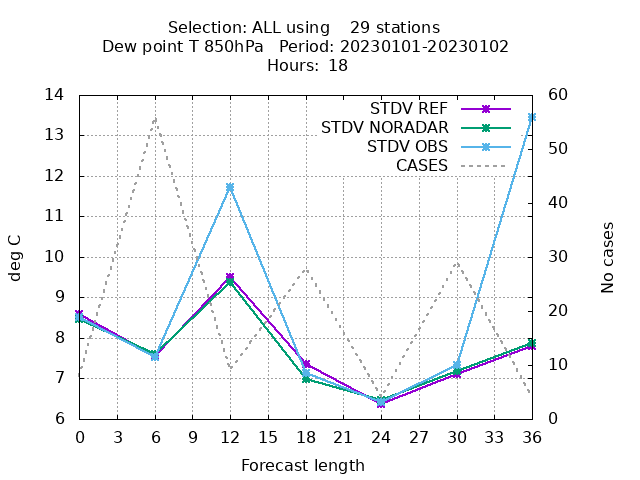 Selection: ALL using    29 stations
Dew point T 850hPa   Period: 20230101-20230102
Hours:  18
14
13
12
11
10
9
8
7
6
deg C
STDV REF
STDV NORADAR
STDV OBS
CASES
60
50
40
30
20
10
0
No cases
0 3 6 9 12 15 18 21 24 27 30 33 36
Forecast length